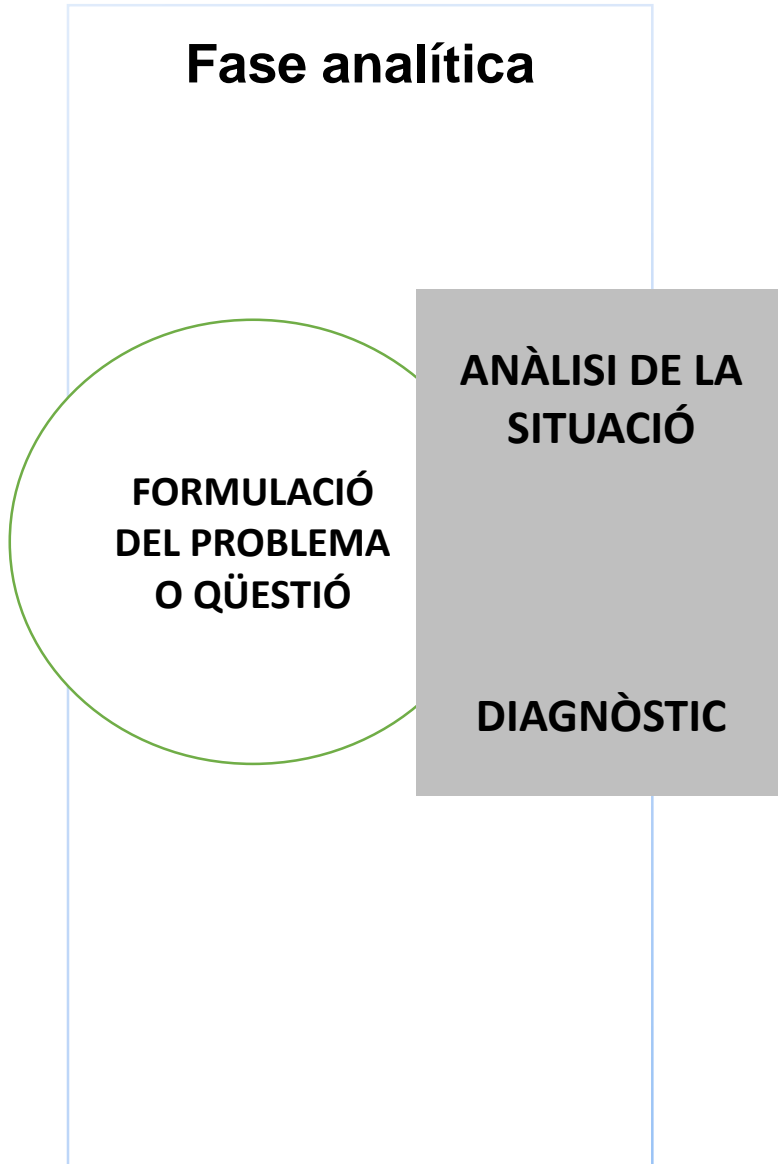 Fase analítica
FORMULACIÓ
DEL PROBLEMA
O QÜESTIÓ
ANÀLISI DE LA
SITUACIÓ
DIAGNÒSTIC